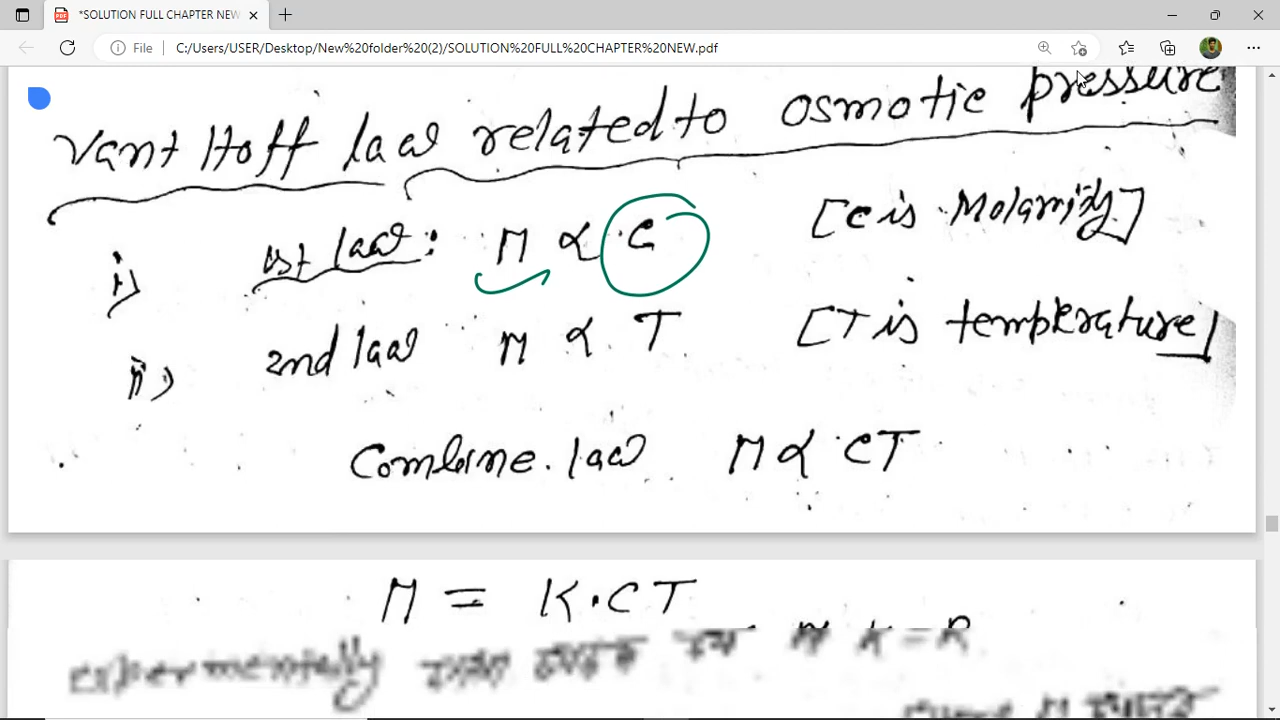 *SOLUTION FULL CHAPTER NEW
File C:/Users/USER/Desktop/New%20folder%20(2)/SOLUTION%20FULL%20CHAPTER%20NEW.pdf
Vant Hoff law related to osmotic pressure
i) 1st law: Π ∝ C [C is Molarity]
ii) 2nd law Π ∝ T [T is temperature]
Combine law Π ∝ CT
Π = K.CT
experimentally K = R